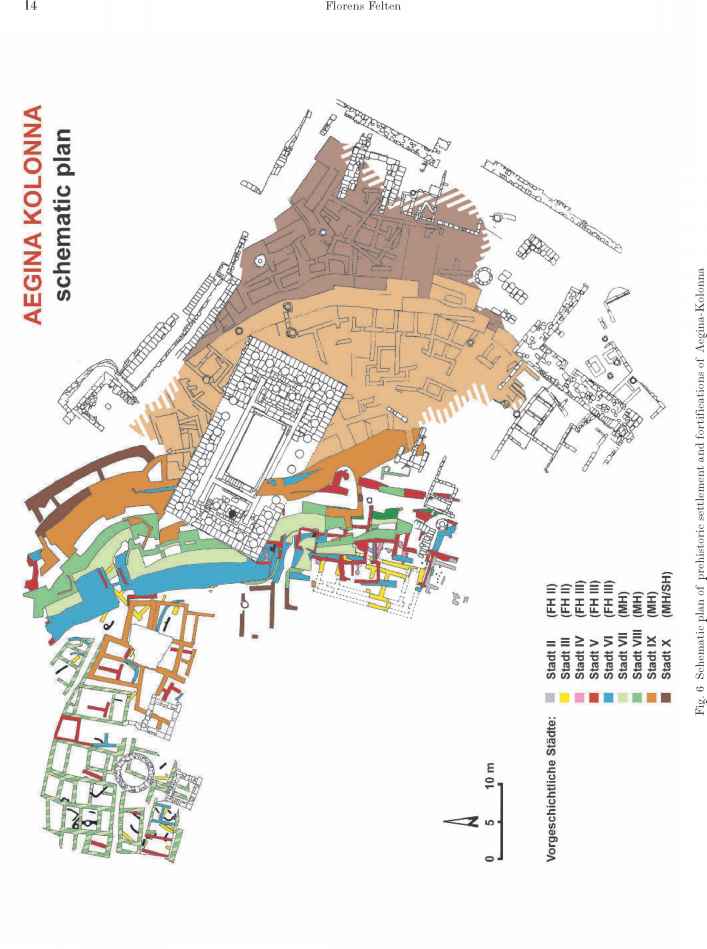 14
Florens Felten
AEGINA KOLONNA
schematic plan
0 5 10 m
Vorgeschichtliche Städte:
Stadt II (FH II)
Stadt III (FH II)
Stadt IV (FH III)
Stadt V (FH III)
Stadt VI (FH III)
Stadt VII (MH)
Stadt VIII (MH)
Stadt IX (MH)
Stadt X (MH/SH)
Fig. 6 Schematic plan of prehistoric settlement and fortifications of Aegina-Kolonna